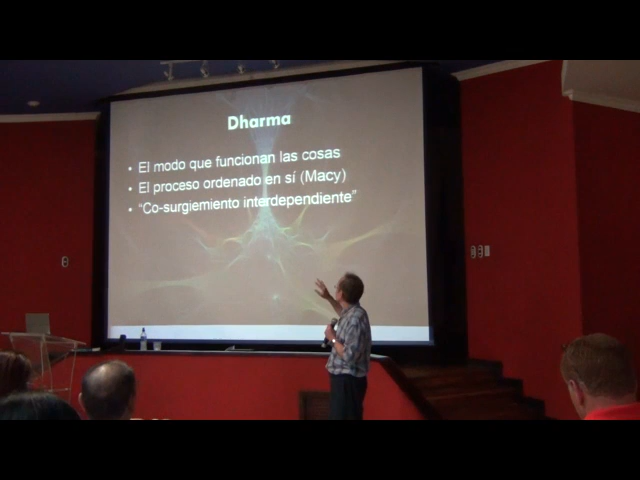 Dharma
• El modo que funcionan las cosas
• El proceso ordenado en sí (Macy)
• “Co-surgiemiento interdependiente”